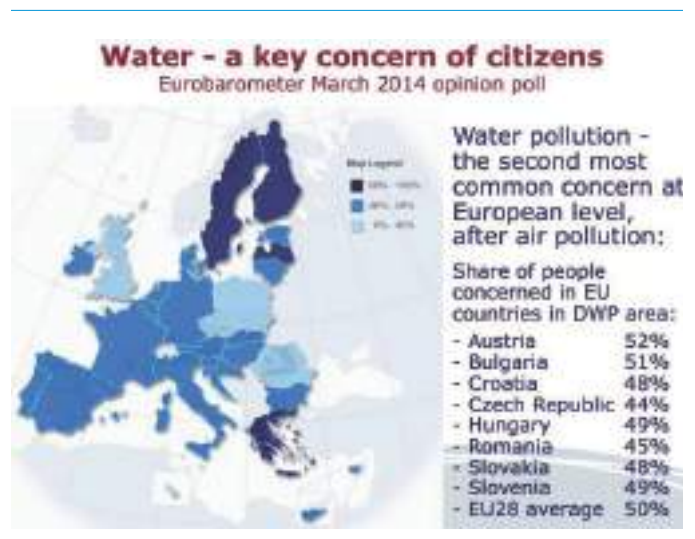 Water - a key concern of citizens
Eurobarometer March 2014 opinion poll
Map Legend
Water pollution -
the second most
common concern at
European level,
after air pollution:
Share of people
concerned in EU
countries in DWP area:
- Austria 52%
- Bulgaria 51%
- Croatia 48%
- Czech Republic 44%
- Hungary 49%
- Romania 45%
- Slovakia 48%
- Slovenia 49%
- EU28 average 50%